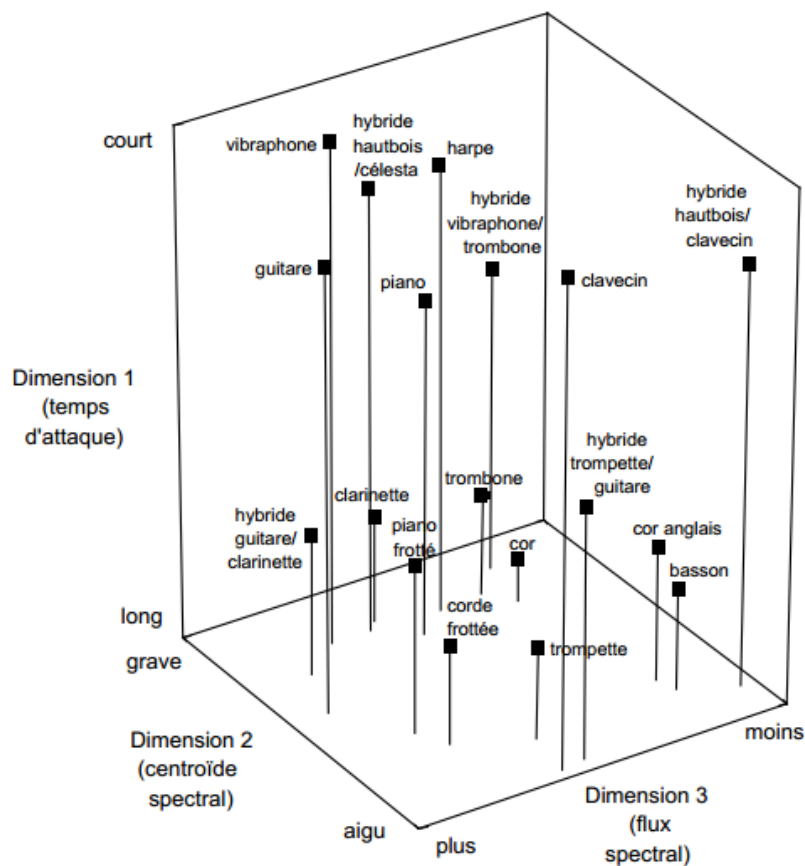 court
vibraphone
hybride
hautbois
/célesta
harpe
hybride
vibraphone/
trombone
hybride
hautbois/
clavecin
guitare
piano
clavecin
Dimension 1
(temps
d'attaque)
hybride
trompette/
guitare
trombone
clarinette
hybride
guitare/
clarinette
piano
frotté
cor
cor anglais
basson
long
grave
corde
frottée
trompette
moins
Dimension 2
(centroïde
spectral)
Dimension 3
(flux
spectral)
aigu
plus